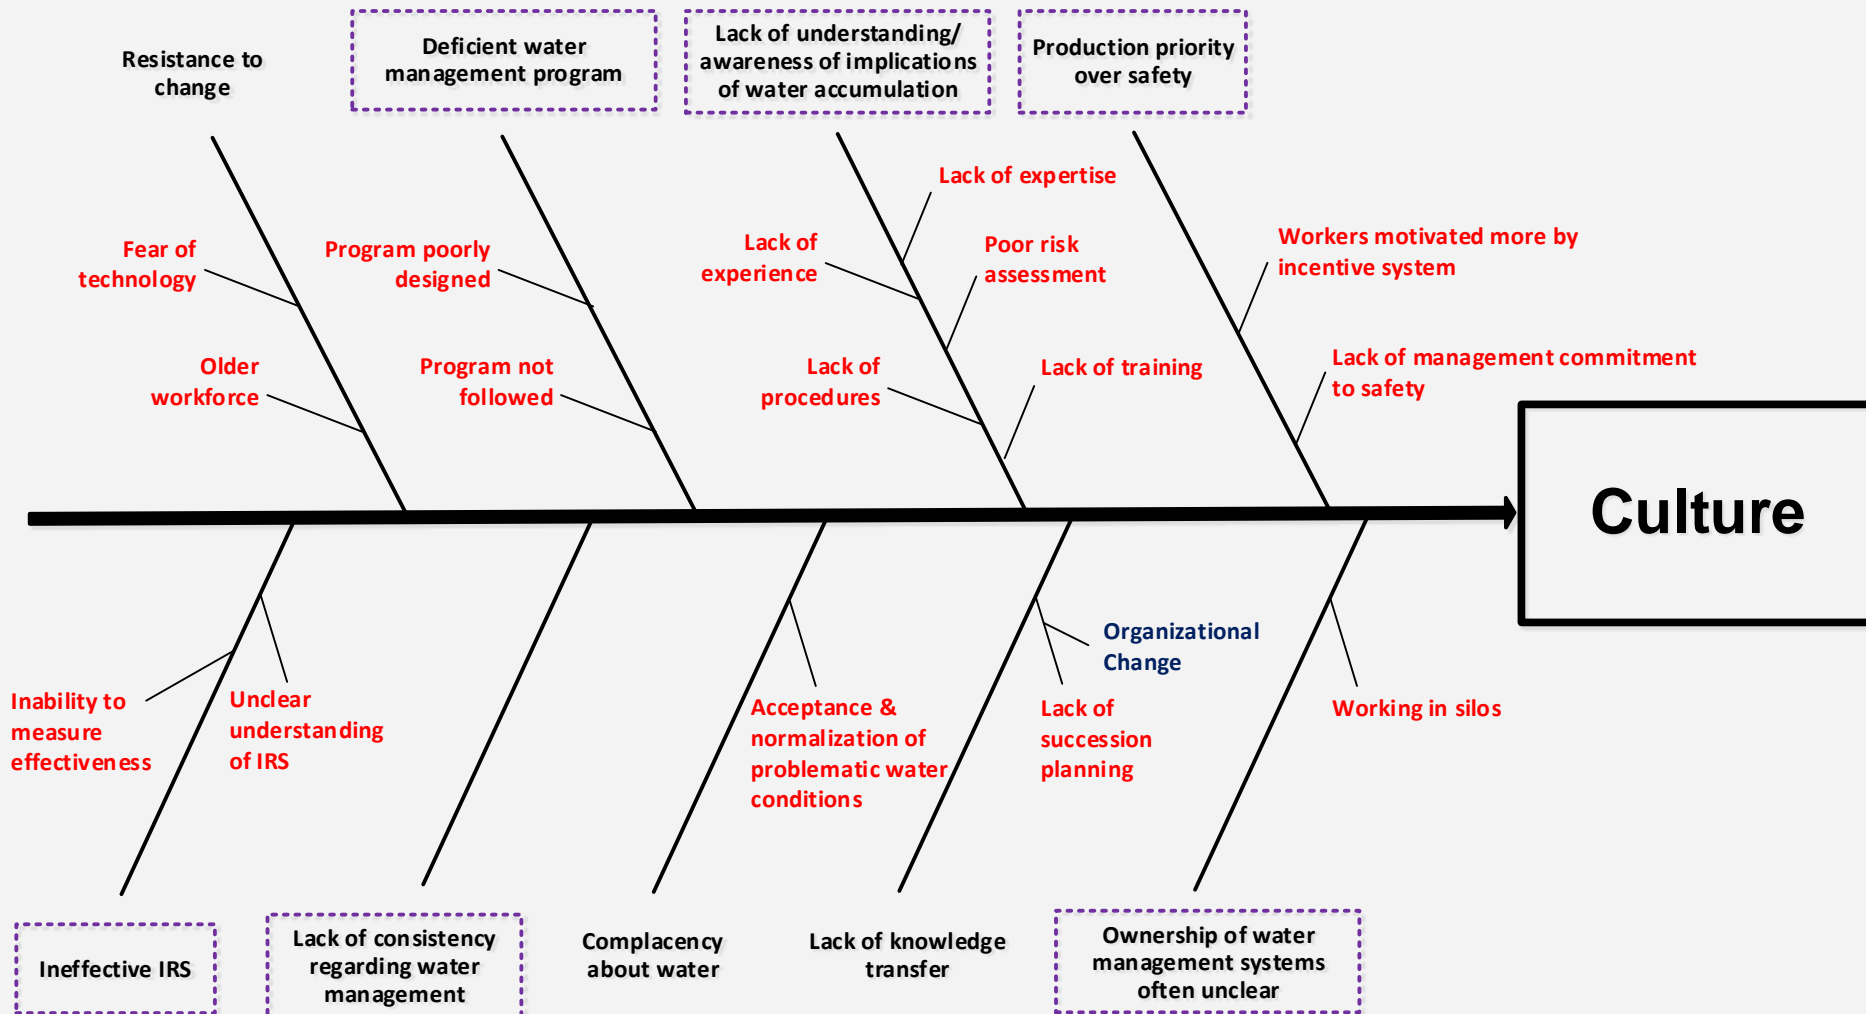 Resistance to
change
Deficient water
management program
Lack of understanding/
awareness of implications
of water accumulation
Production priority
over safety
Fear of
technology
Older
workforce
Program poorly
designed
Program not
followed
Lack of expertise
Lack of
experience
Poor risk
assessment
Lack of
procedures
Lack of training
Workers motivated more by
incentive system
Lack of management commitment
to safety
Culture
Inability to
measure
effectiveness
Unclear
understanding
of IRS
Acceptance &
normalization of
problematic water
conditions
Organizational
Change
Lack of
succession
planning
Working in silos
Ineffective IRS
Lack of consistency
regarding water
management
Complacency
about water
Lack of knowledge
transfer
Ownership of water
management systems
often unclear